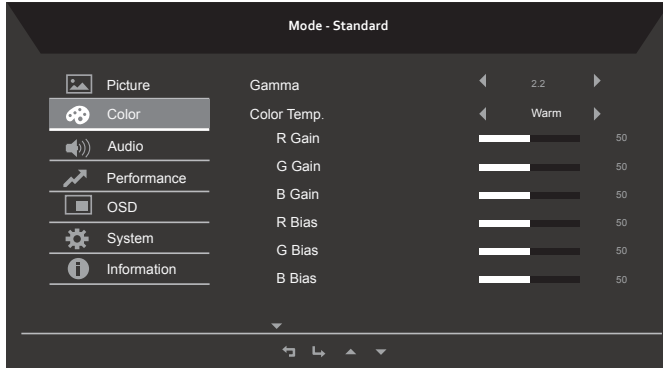 Mode - Standard
Picture
Color
Audio
Performance
OSD
System
Information
Gamma 2.2
Color Temp. Warm
R Gain 50
G Gain 50
B Gain 50
R Bias 50
G Bias 50
B Bias 50